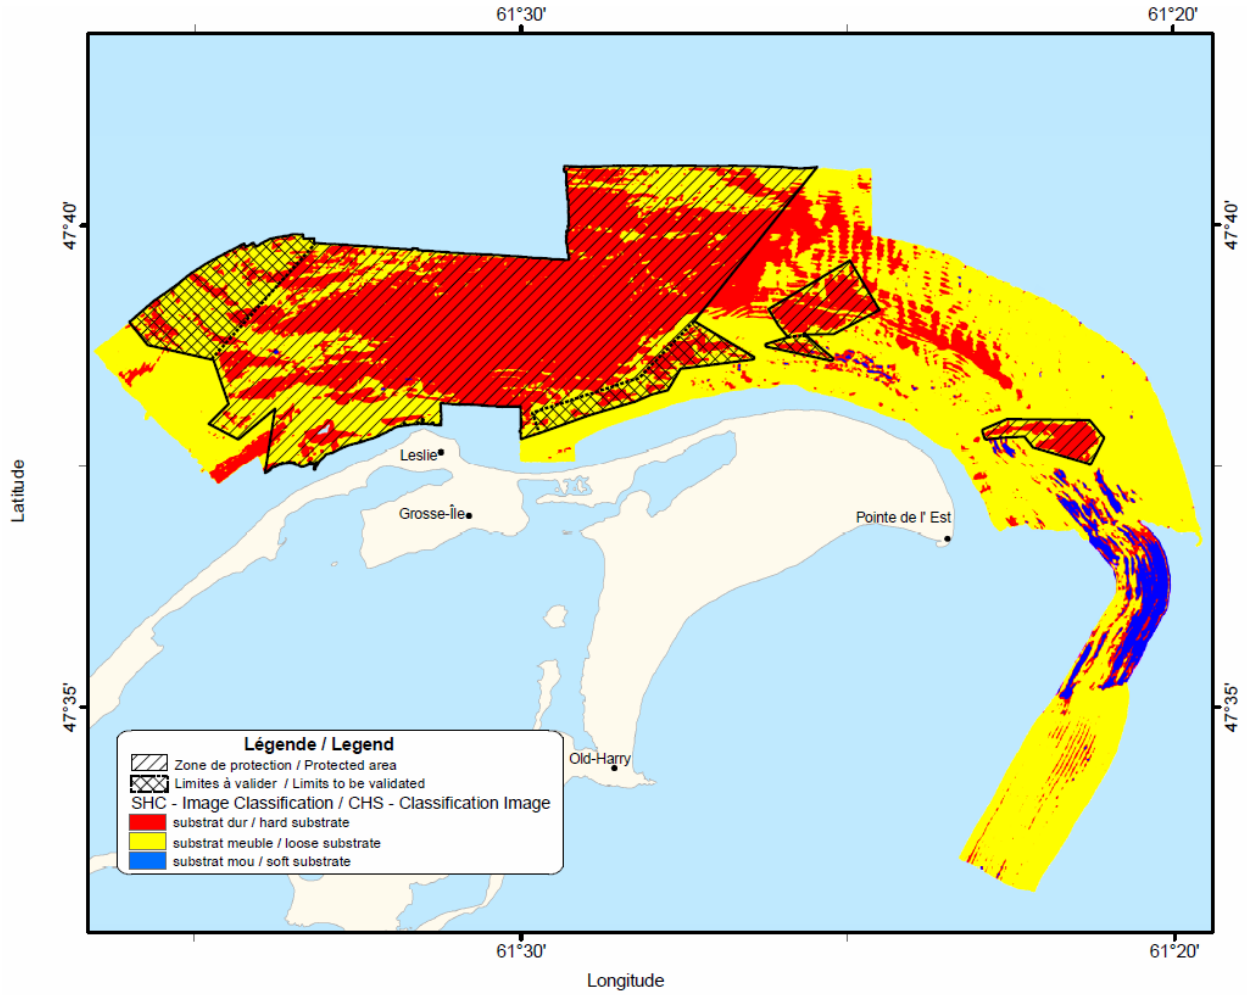 61°30'
61°20'
47°40'
47°40'
Leslie
Grosse-Île
Pointe de l' Est
Latitude
47°35'
47°35'
Légende / Legend
Zone de protection / Protected area
Old-Harry
Limites à valider / Limits to be validated
SHC - Image Classification / CHS - Classification Image
substrat dur / hard substrate
substrat meuble / loose substrate
substrat mou / soft substrate
61°30'
61°20'
Longitude